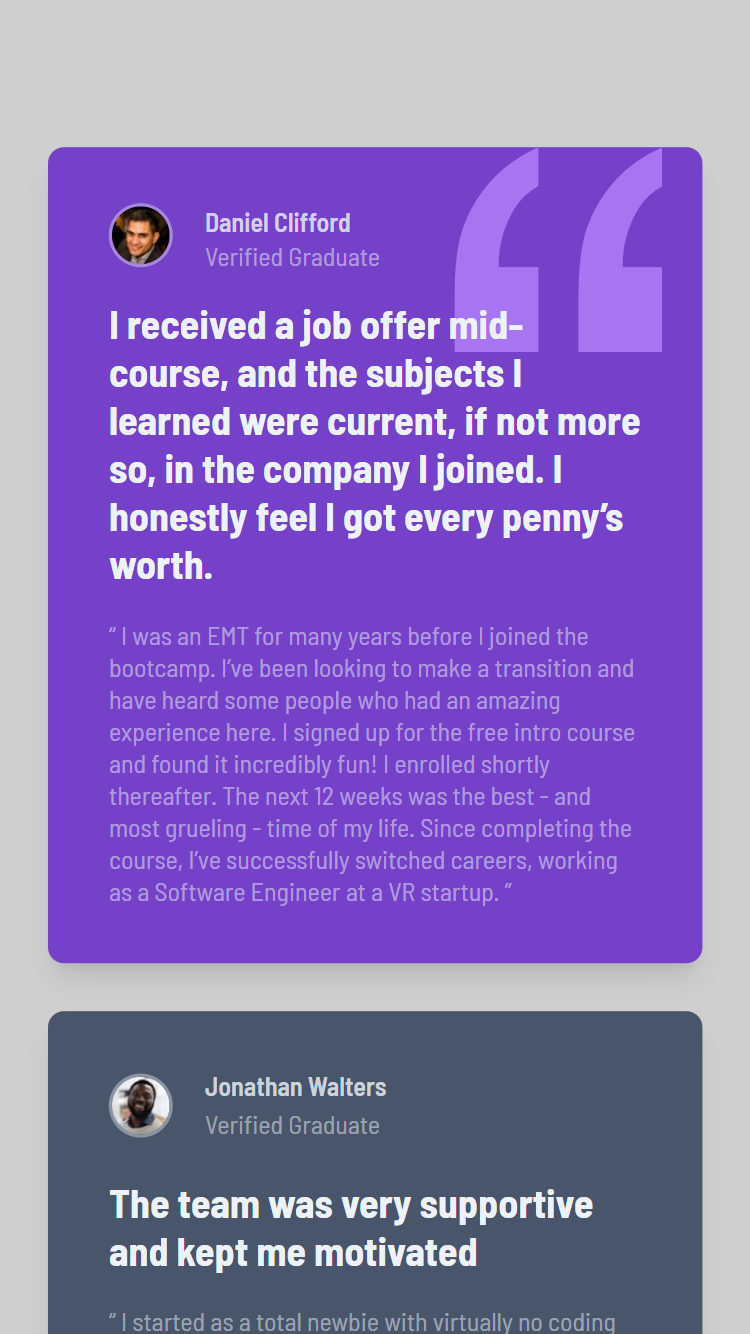 Daniel Clifford
Verified Graduate
I received a job offer mid-
course, and the subjects I
learned were current, if not more
so, in the company I joined. I
honestly feel I got every penny’s
worth.
“ I was an EMT for many years before I joined the
bootcamp. I’ve been looking to make a transition and
have heard some people who had an amazing
experience here. I signed up for the free intro course
and found it incredibly fun! I enrolled shortly
thereafter. The next 12 weeks was the best - and
most grueling - time of my life. Since completing the
course, I’ve successfully switched careers, working
as a Software Engineer at a VR startup. ”
Jonathan Walters
Verified Graduate
The team was very supportive
and kept me motivated
“ I started as a total newbie with virtually no coding